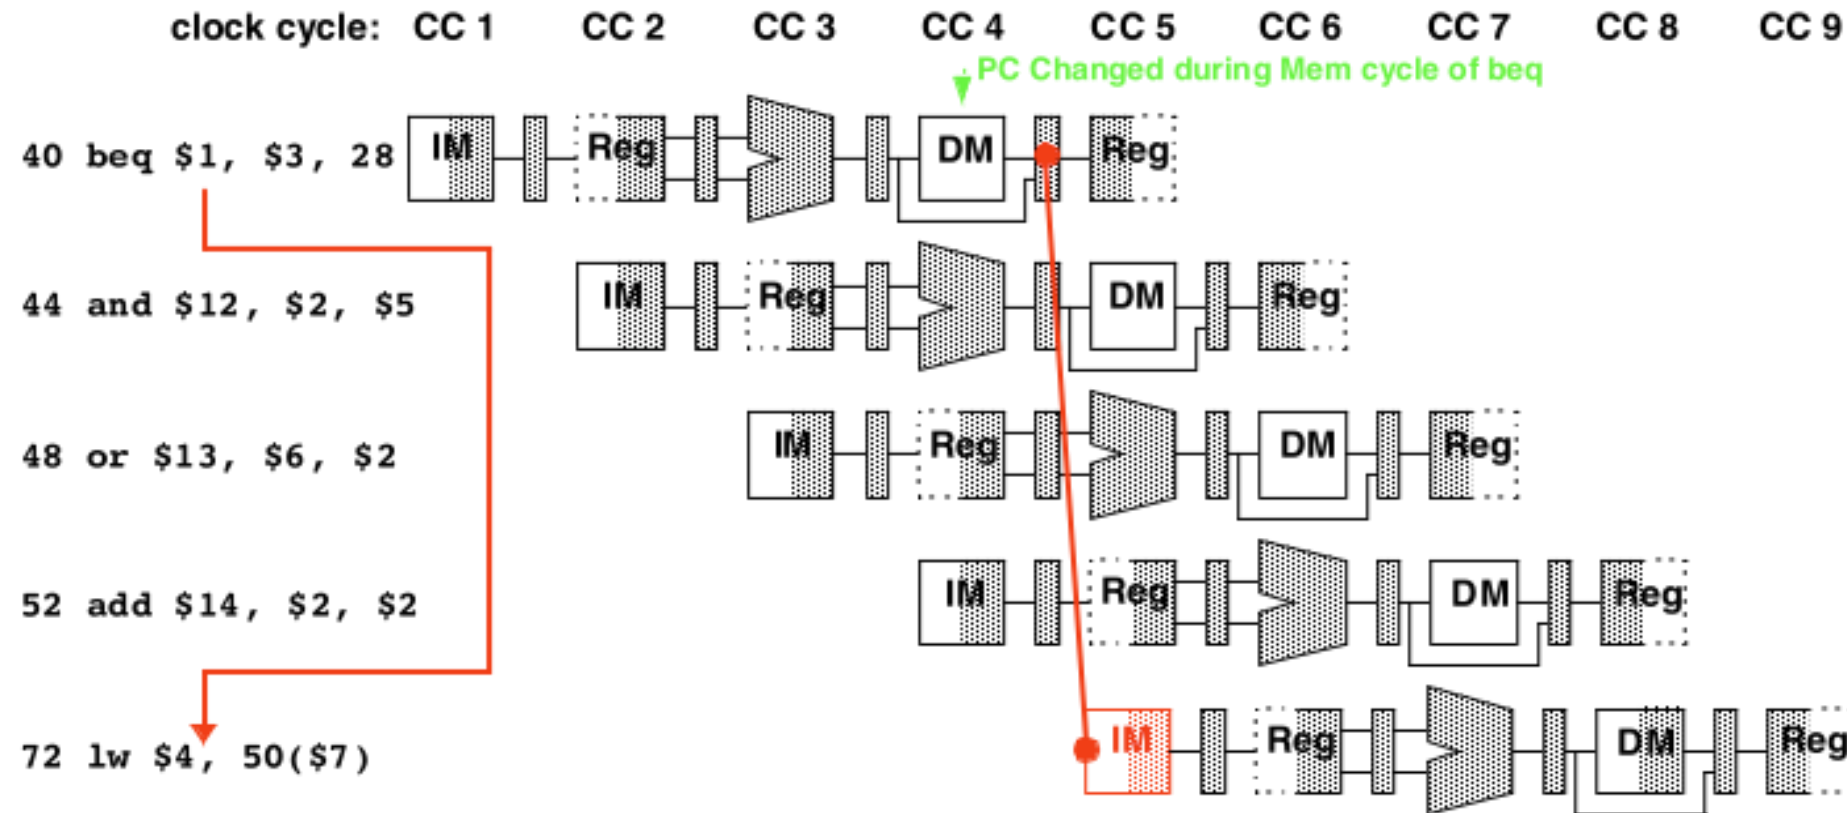 clock cycle: CC 1 CC 2 CC 3 CC 4 CC 5 CC 6 CC 7 CC 8 CC 9
PC Changed during Mem cycle of beq
40 beq $1, $3, 28 IM Reg DM Reg
44 and $12, $2, $5 IM Reg DM Reg
48 or $13, $6, $2 IM Reg DM Reg
52 add $14, $2, $2 IM Reg DM Reg
72 lw $4, 50($7) IM Reg DM Reg